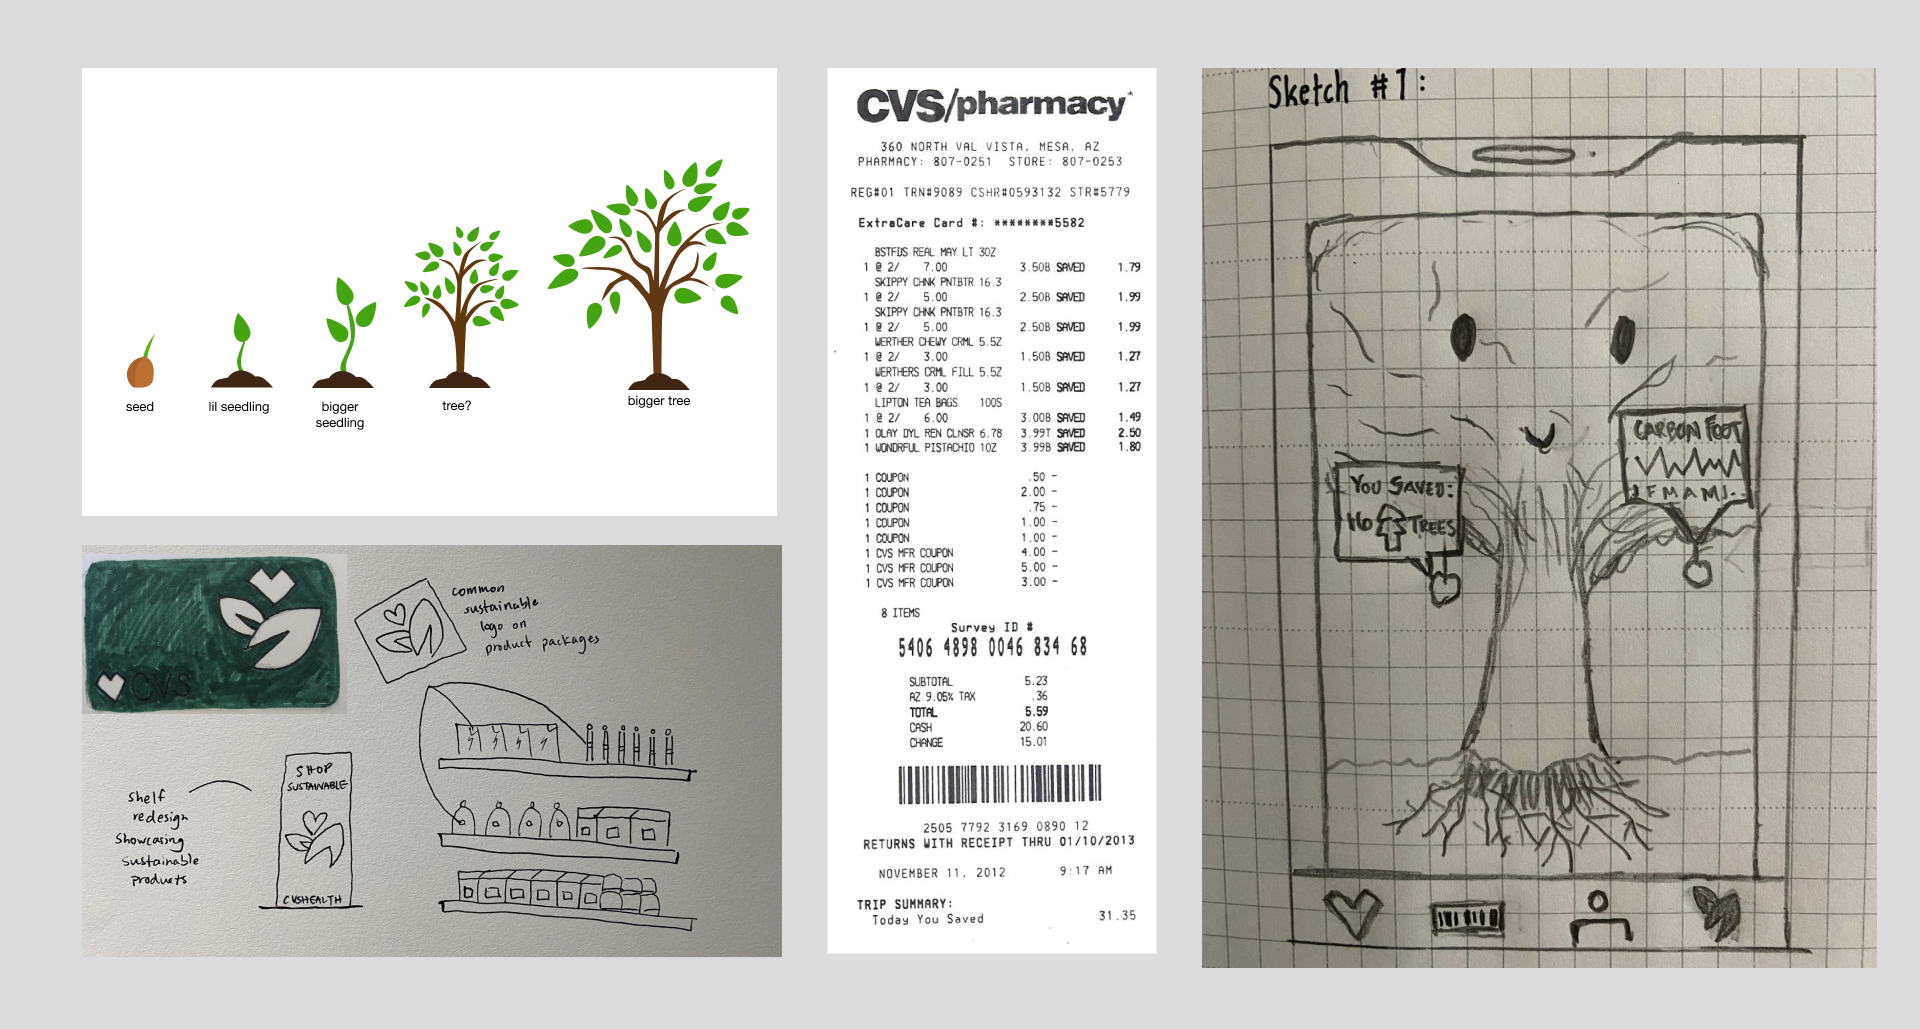 seed
lil seedling
bigger
seedling
tree?
bigger tree
CVS
common
sustainable
logo on
product packages
shelf
redesign
showcasing
sustainable
products
SHOP
SUSTAINABLE
CVSHEALTH
CVS/pharmacy
360 NORTH VAL VISTA, MESA, AZ
PHARMACY: 807-0251 STORE: 807-0253
REG#01 TRN#9089 CSHR#0593132 STR#5779
ExtraCare Card #: ********5582
BSTFDS REAL MAY LT 30Z
1 @ 2/ 7.00 3.50B SAVED 1.79
SKIPPY CHNK PNTBTR 16.3
1 @ 2/ 5.00 2.50B SAVED 1.99
SKIPPY CHNK PNTBTR 16.3
1 @ 2/ 5.00 2.50B SAVED 1.99
WERTHER CHEWY CRML 5.5Z
1 @ 2/ 3.00 1.50B SAVED 1.27
WERTHERS CRML FILL 5.5Z
1 @ 2/ 3.00 1.50B SAVED 1.27
LIPTON TEA BAGS 100S
1 @ 2/ 6.00 3.00B SAVED 1.49
1 OLAY DYL REN CLNSR 6.78 3.99T SAVED 2.50
1 WONDRFUL PISTACHIO 10Z 3.99B SAVED 1.80
1 COUPON .50 -
1 COUPON 2.00 -
1 COUPON .75 -
1 COUPON 1.00 -
1 COUPON 1.00 -
1 CVS MFR COUPON 4.00 -
1 CVS MFR COUPON 5.00 -
1 CVS MFR COUPON 3.00 -
8 ITEMS
Survey ID #
5406 4898 0046 834 68
SUBTOTAL 5.23
AZ 9.05% TAX .36
TOTAL 5.59
CASH 20.60
CHANGE 15.01
2505 7792 3169 0890 12
RETURNS WITH RECEIPT THRU 01/10/2013
NOVEMBER 11, 2012 9:17 AM
TRIP SUMMARY:
Today You Saved 31.35
Sketch #1:
YOU SAVED:
TREES
CARBON FOOT
J F M A M J..